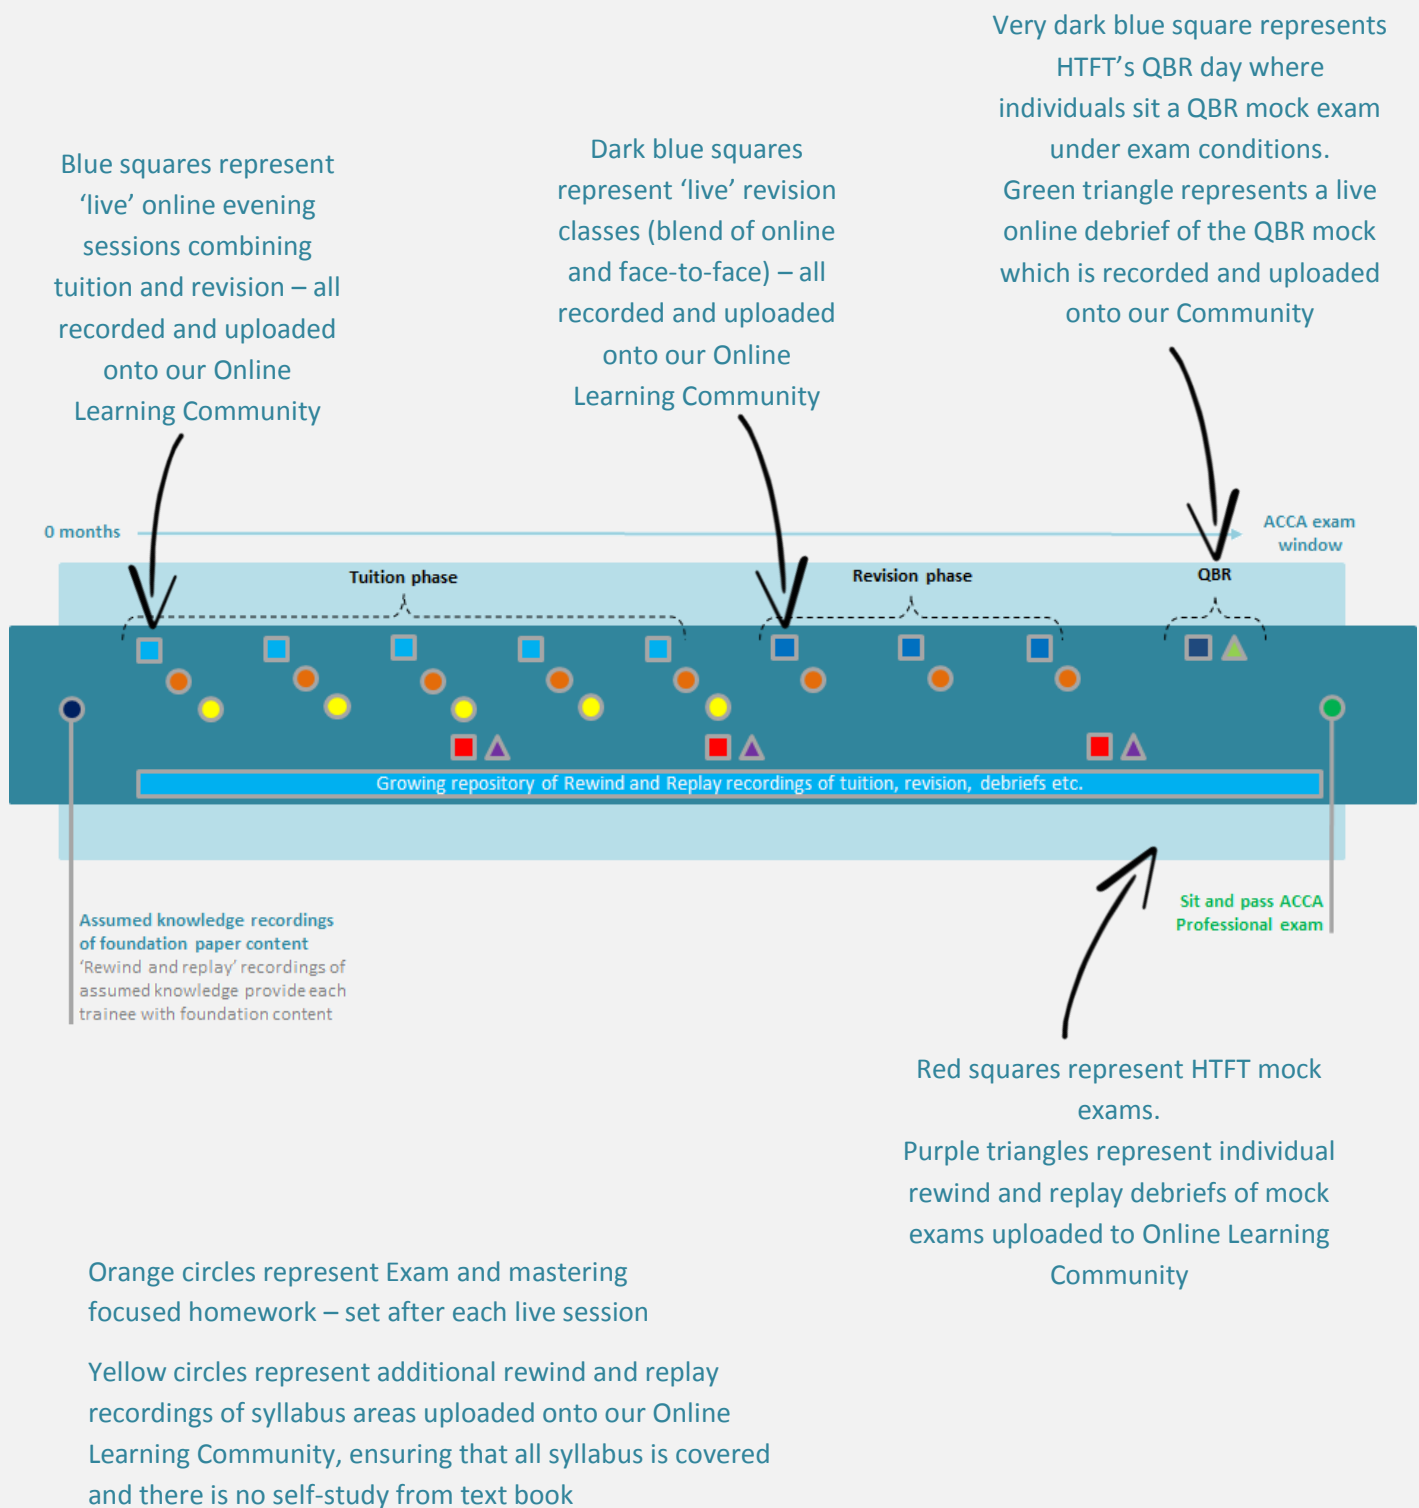 Very dark blue square represents
HTFT’s QBR day where
individuals sit a QBR mock exam
under exam conditions.
Green triangle represents a live
online debrief of the QBR mock
which is recorded and uploaded
onto our Community
Blue squares represent
‘live’ online evening
sessions combining
tuition and revision – all
recorded and uploaded
onto our Online
Learning Community
Dark blue squares
represent ‘live’ revision
classes (blend of online
and face-to-face) – all
recorded and uploaded
onto our Online
Learning Community
0 months
ACCA exam
window
Tuition phase
Revision phase
QBR
Growing repository of Rewind and Replay recordings of tuition, revision, debriefs etc.
Assumed knowledge recordings
of foundation paper content
‘Rewind and replay’ recordings of
assumed knowledge provide each
trainee with foundation content
Sit and pass ACCA
Professional exam
Red squares represent HTFT mock
exams.
Purple triangles represent individual
rewind and replay debriefs of mock
exams uploaded to Online Learning
Community
Orange circles represent Exam and mastering
focused homework – set after each live session
Yellow circles represent additional rewind and replay
recordings of syllabus areas uploaded onto our Online
Learning Community, ensuring that all syllabus is covered
and there is no self-study from text book